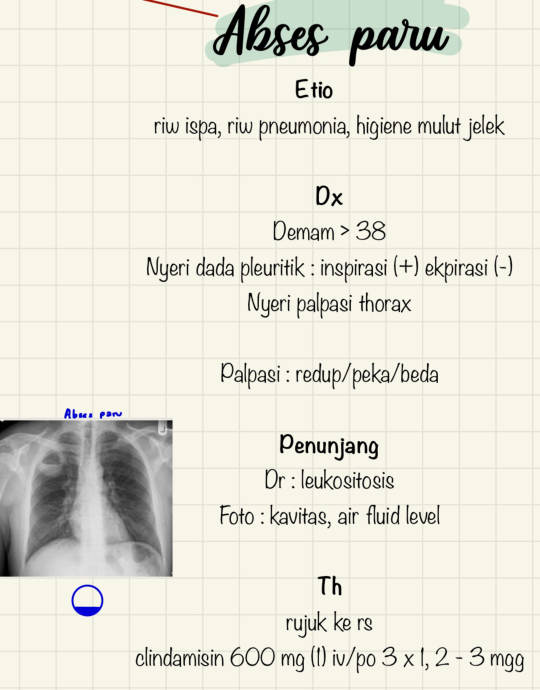 Abses paru
Etio
riw ispa, riw pneumonia, higiene mulut jelek
Dx
Demam > 38
Nyeri dada pleuritik : inspirasi (+) ekpirasi (-)
Nyeri palpasi thorax
Palpasi : redup/peka/beda
Abses paru
Penunjang
Dr : leukositosis
Foto : kavitas, air fluid level
Th
rujuk ke rs
clindamisin 600 mg (1) iv/po 3 x 1, 2 - 3 mgg